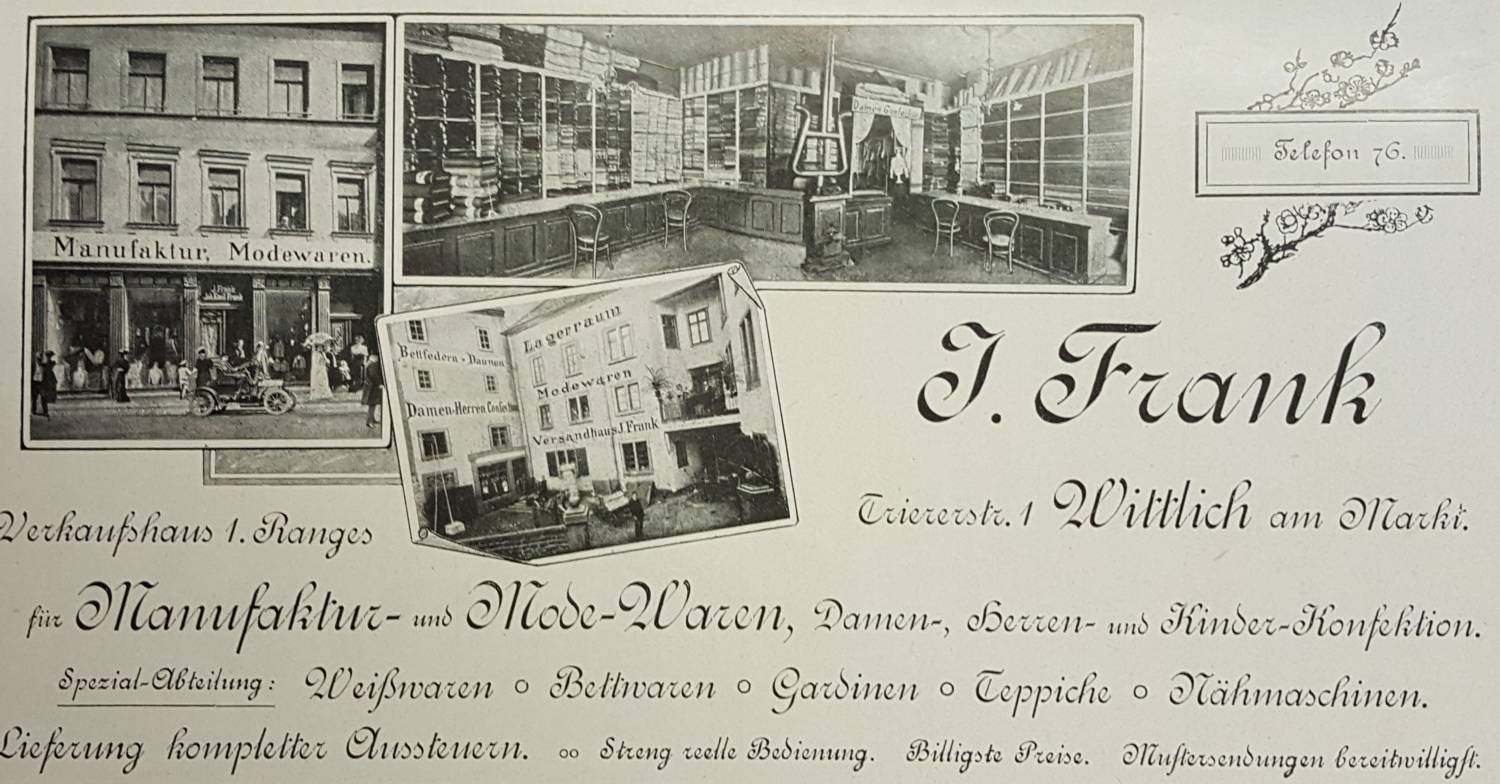 Manufaktur, Modewaren.
J. Frank
Damen Confection
Telefon 76.
Bettfedern + Daunen
Damen-Herren Confection
Lagerraum
Modewaren
Versandhaus J. Frank
J. Frank
Triererstr. 1 Wittlich am Markt.
Verkaufshaus 1. Ranges
für Manufaktur- und Mode-Waren, Damen-, Herren- und Kinder-Konfektion.
Spezial-Abteilung: Weißwaren o Bettwaren o Gardinen o Teppiche o Nähmaschinen.
Lieferung kompletter Aussteuern. oo Streng reelle Bedienung. Billigste Preise. Mustersendungen bereitwilligst.